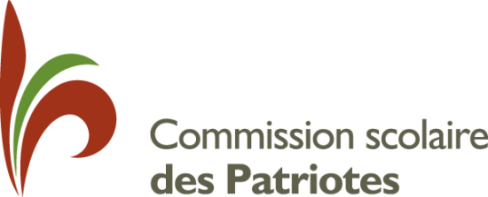 Commission scolaire
des Patriotes